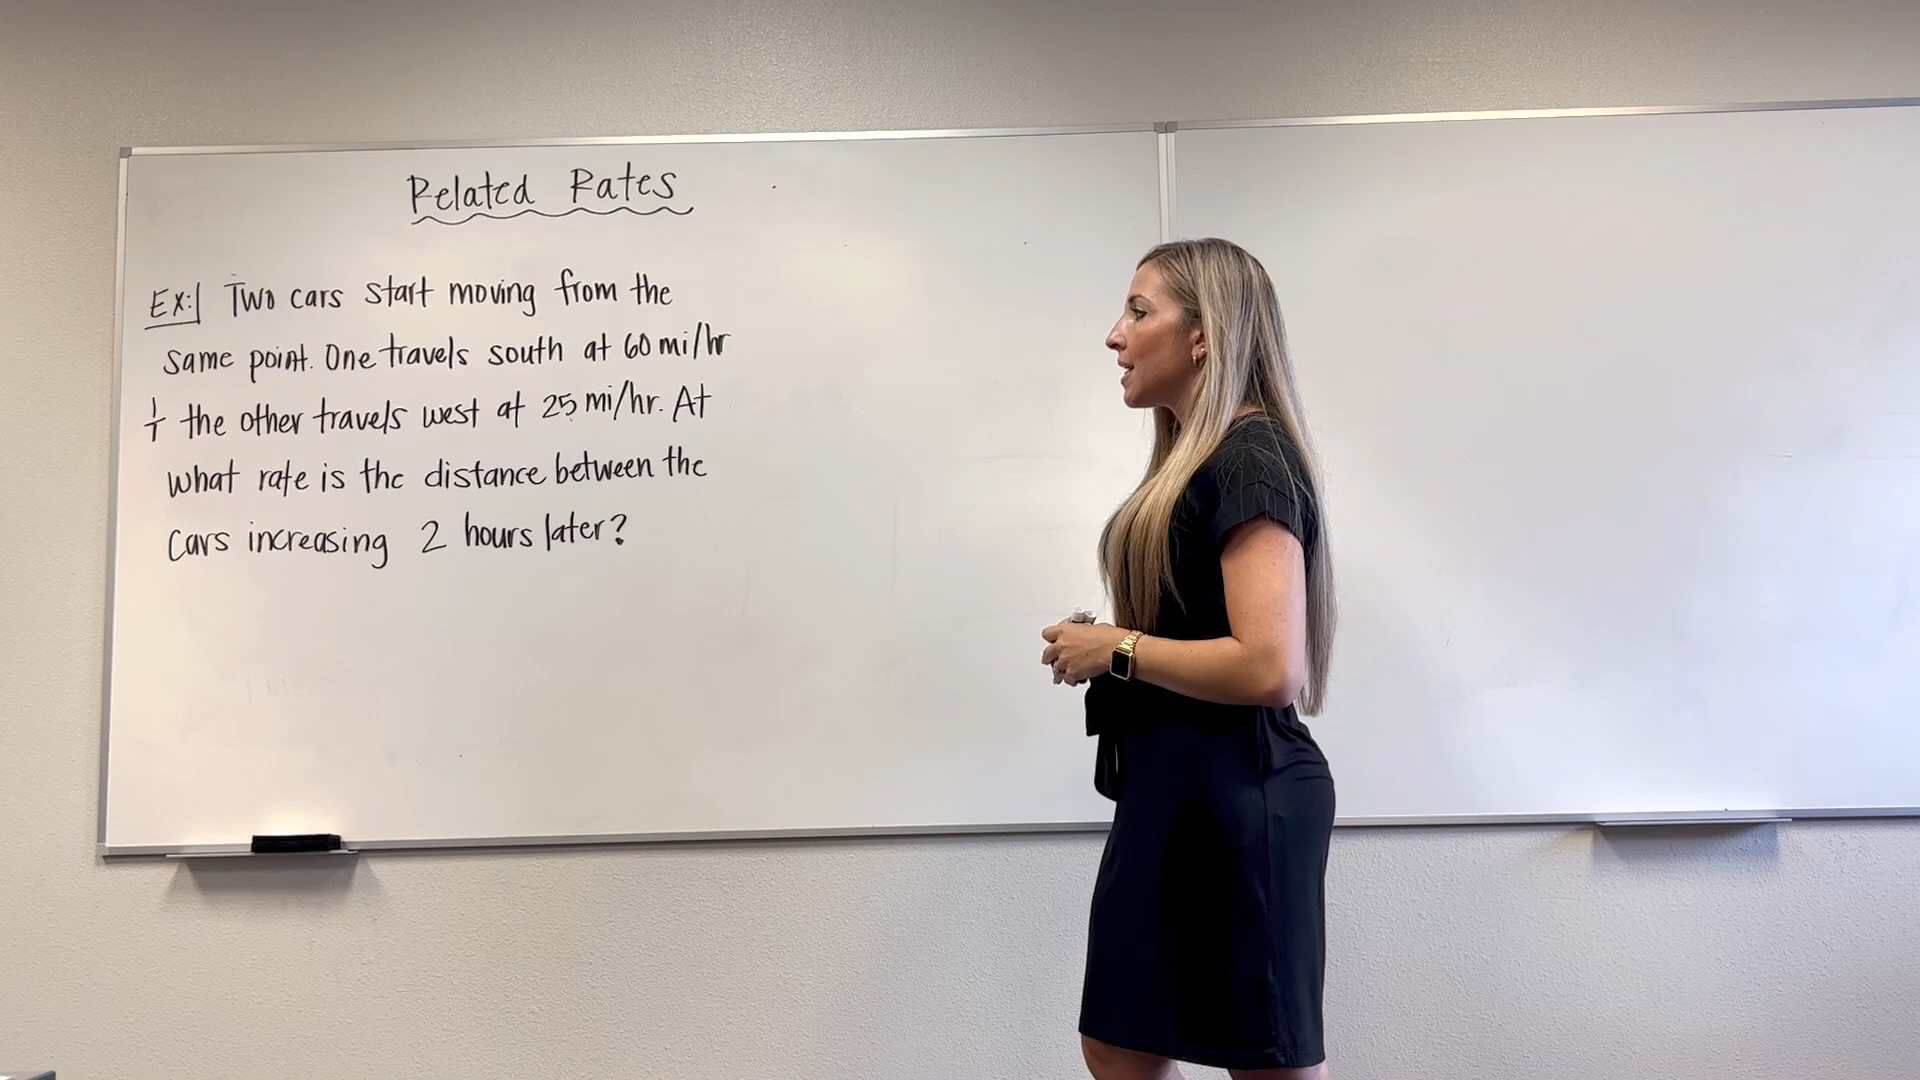 Related Rates
Ex: Two cars start moving from the
same point. One travels south at 60 mi/hr
& the other travels west at 25 mi/hr. At
what rate is the distance between the
cars increasing 2 hours later?